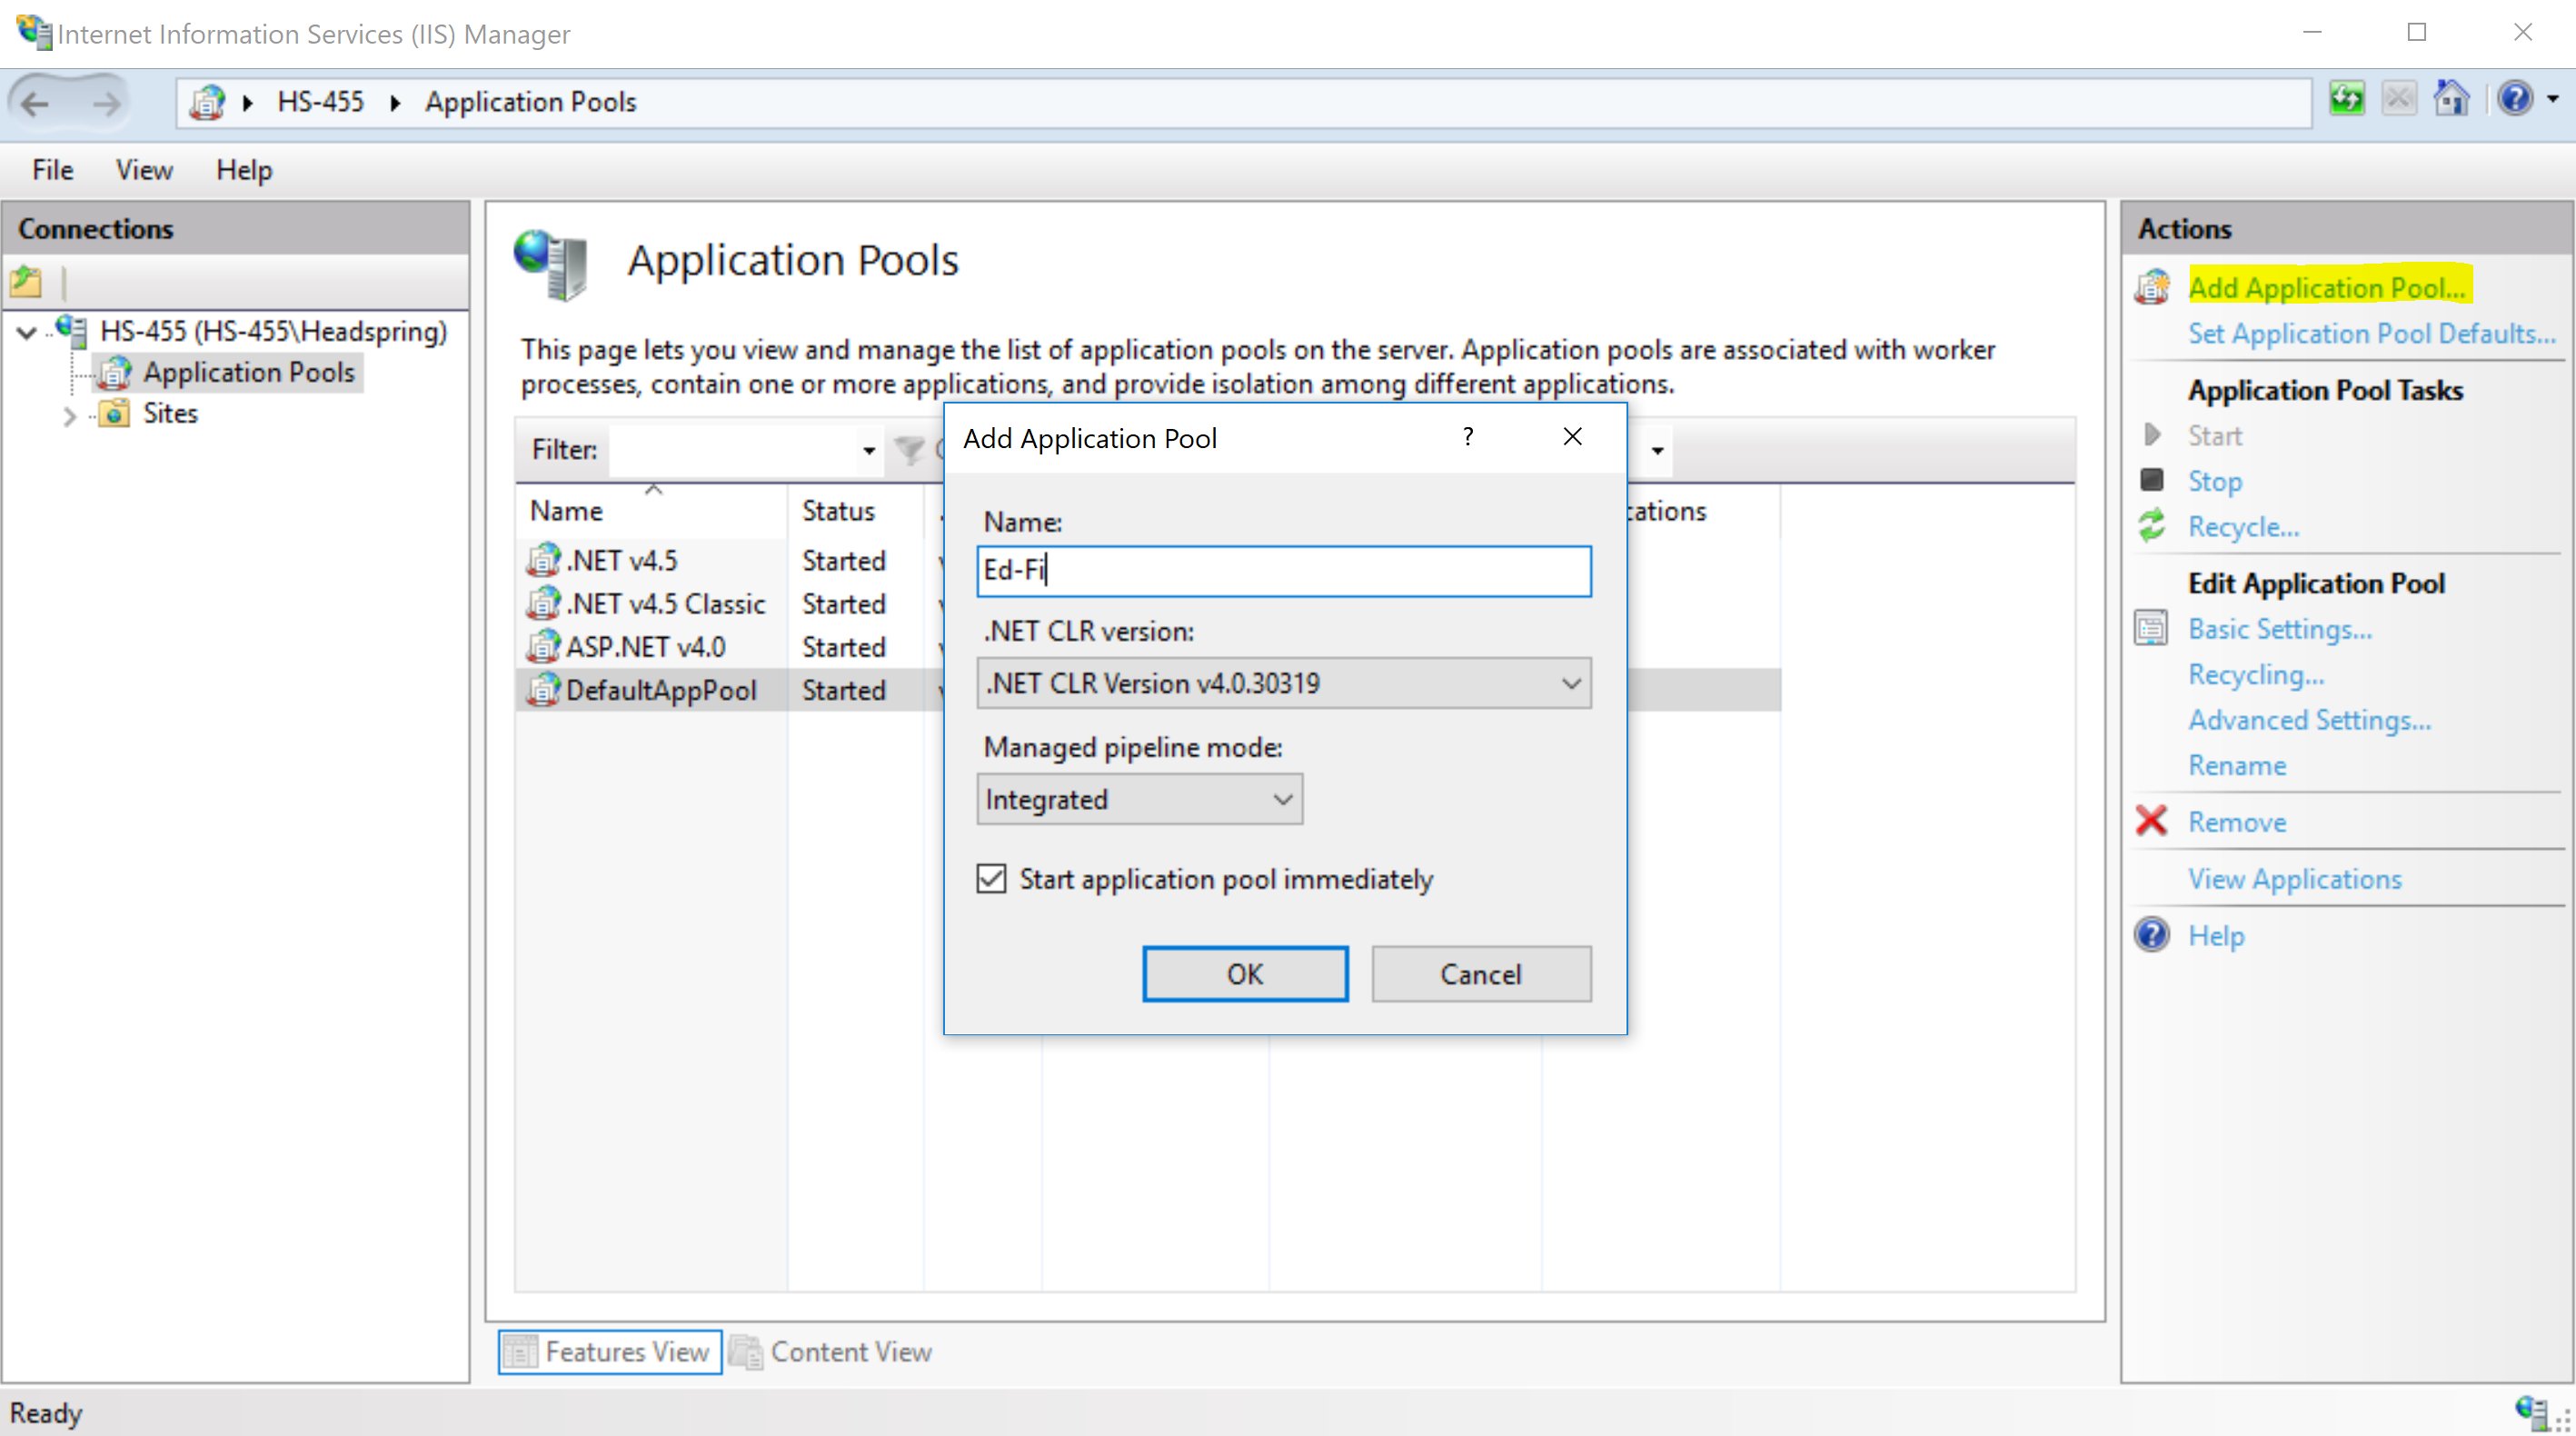 Internet Information Services (IIS) Manager
HS-455 Application Pools
File View Help
Connections
HS-455 (HS-455\Headspring)
Application Pools
Sites
Application Pools
This page lets you view and manage the list of application pools on the server. Application pools are associated with worker
processes, contain one or more applications, and provide isolation among different applications.
Filter:
Name Status
.NET v4.5 Started
.NET v4.5 Classic Started
ASP.NET v4.0 Started
DefaultAppPool Started
Add Application Pool ?
Name:
Ed-Fi
.NET CLR version:
.NET CLR Version v4.0.30319
Managed pipeline mode:
Integrated
Start application pool immediately
OK Cancel
cations
Features View Content View
Actions
Add Application Pool...
Set Application Pool Defaults...
Application Pool Tasks
Start
Stop
Recycle...
Edit Application Pool
Basic Settings...
Recycling...
Advanced Settings...
Rename
Remove
View Applications
Help
Ready